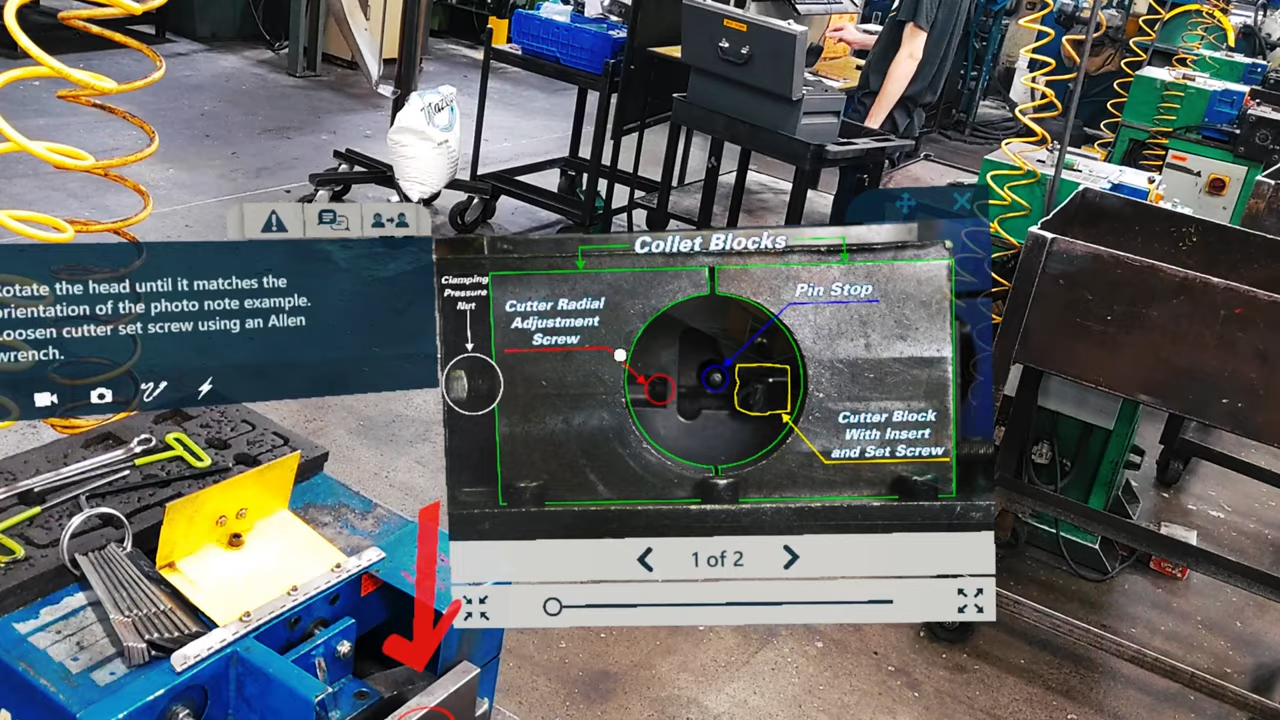 otate the head until it matches the
orientation of the photo note example.
Loosen cutter set screw using an Allen
wrench.
Collet Blocks
Clamping
Pressure
Nut
Cutter Radial
Adjustment
Screw
Pin Stop
Cutter Block
With Insert
and Set Screw
1 of 2